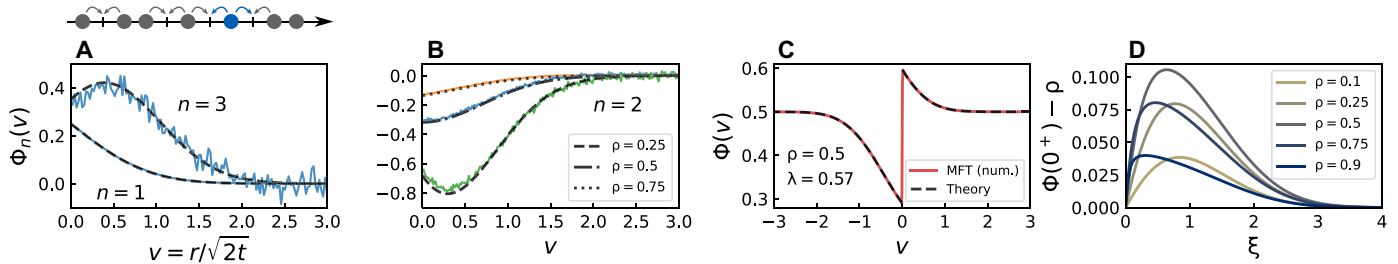 A
Φn(v)
0.4
0.2
0.0
n = 3
n = 1
0.0 0.5 1.0 1.5 2.0 2.5 3.0
v = r/√2t
B
0.0
−0.2
−0.4
−0.6
−0.8
n = 2
ρ = 0.25
ρ = 0.5
ρ = 0.75
0.0 0.5 1.0 1.5 2.0 2.5 3.0
v
C
Φ(v)
0.6
0.5
0.4
0.3
ρ = 0.5
λ = 0.57
MFT (num.)
Theory
−3 −2 −1 0 1 2 3
v
D
Φ(0⁺) − ρ
0.100
0.075
0.050
0.025
0.000
ρ = 0.1
ρ = 0.25
ρ = 0.5
ρ = 0.75
ρ = 0.9
0 1 2 3 4
ξ